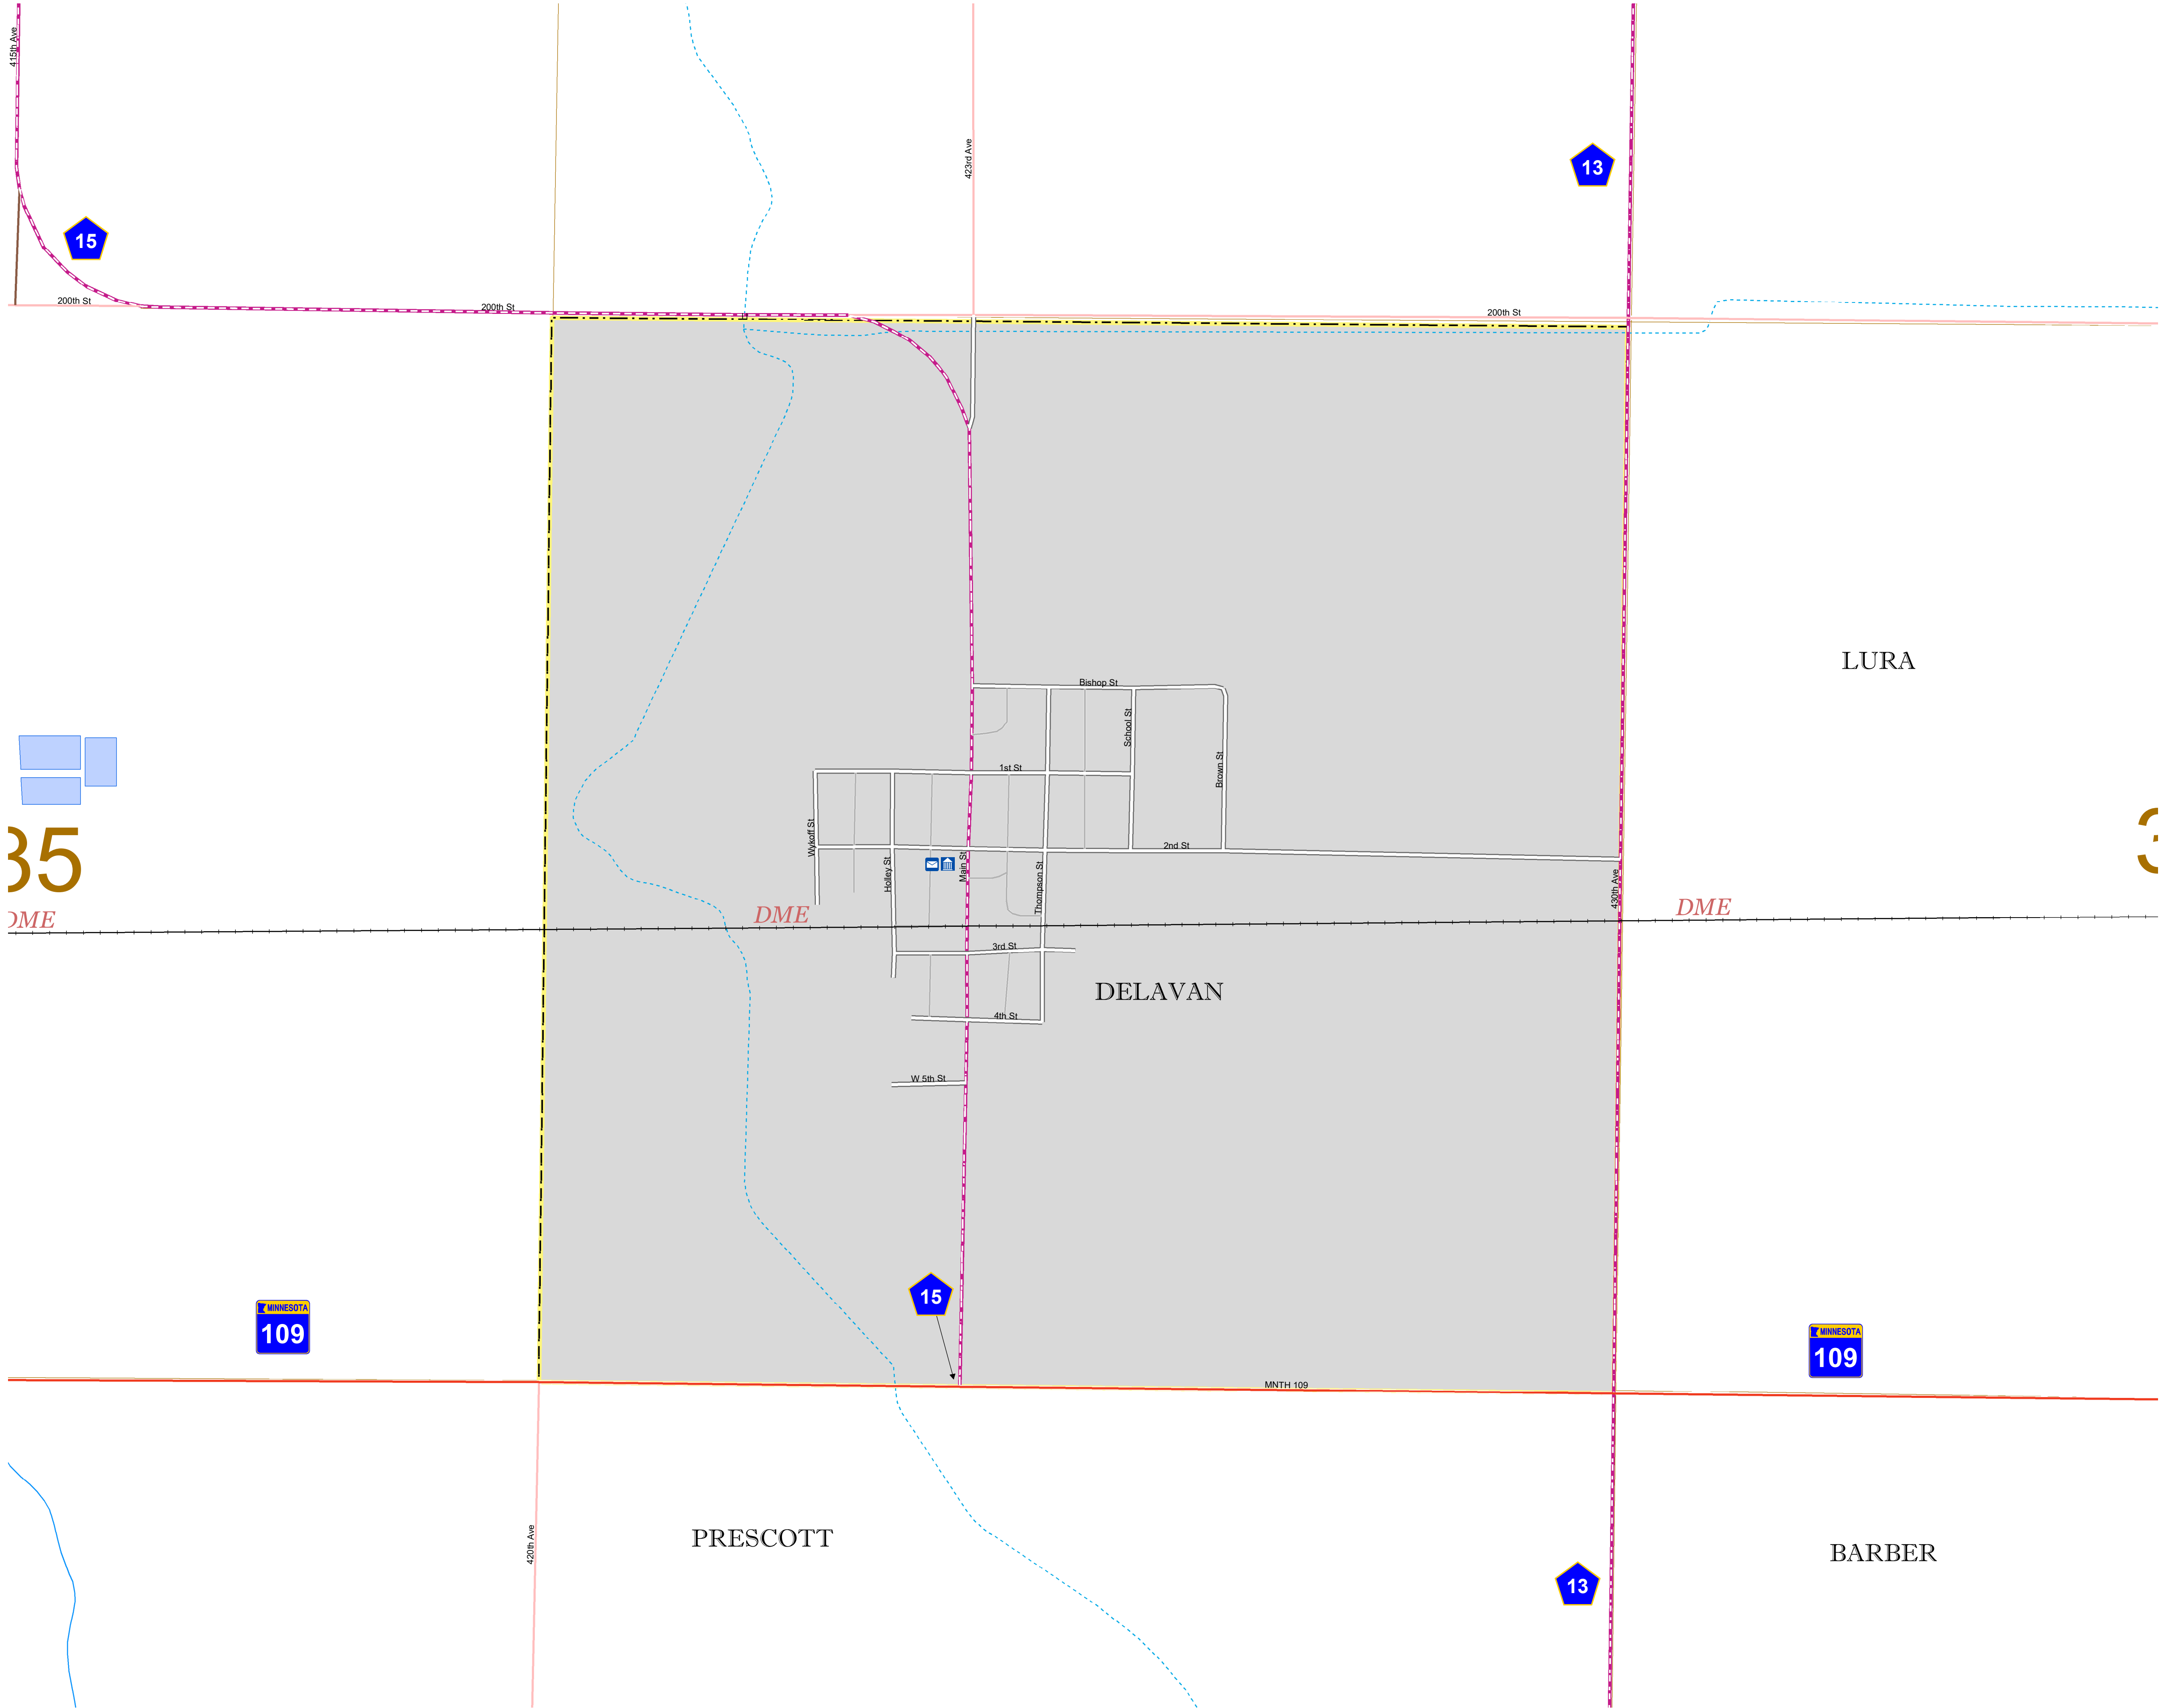 415th Ave
423rd Ave
13
15
200th St
200th St
200th St
LURA
Bishop St
School St
Brown St
1st St
Wykoff St
2nd St
Holley St
Main St
Thompson St
430th Ave
35
3
DME
DME
DME
3rd St
DELAVAN
4th St
W 5th St
15
MINNESOTA
109
MINNESOTA
109
MNTH 109
420th Ave
PRESCOTT
BARBER
13